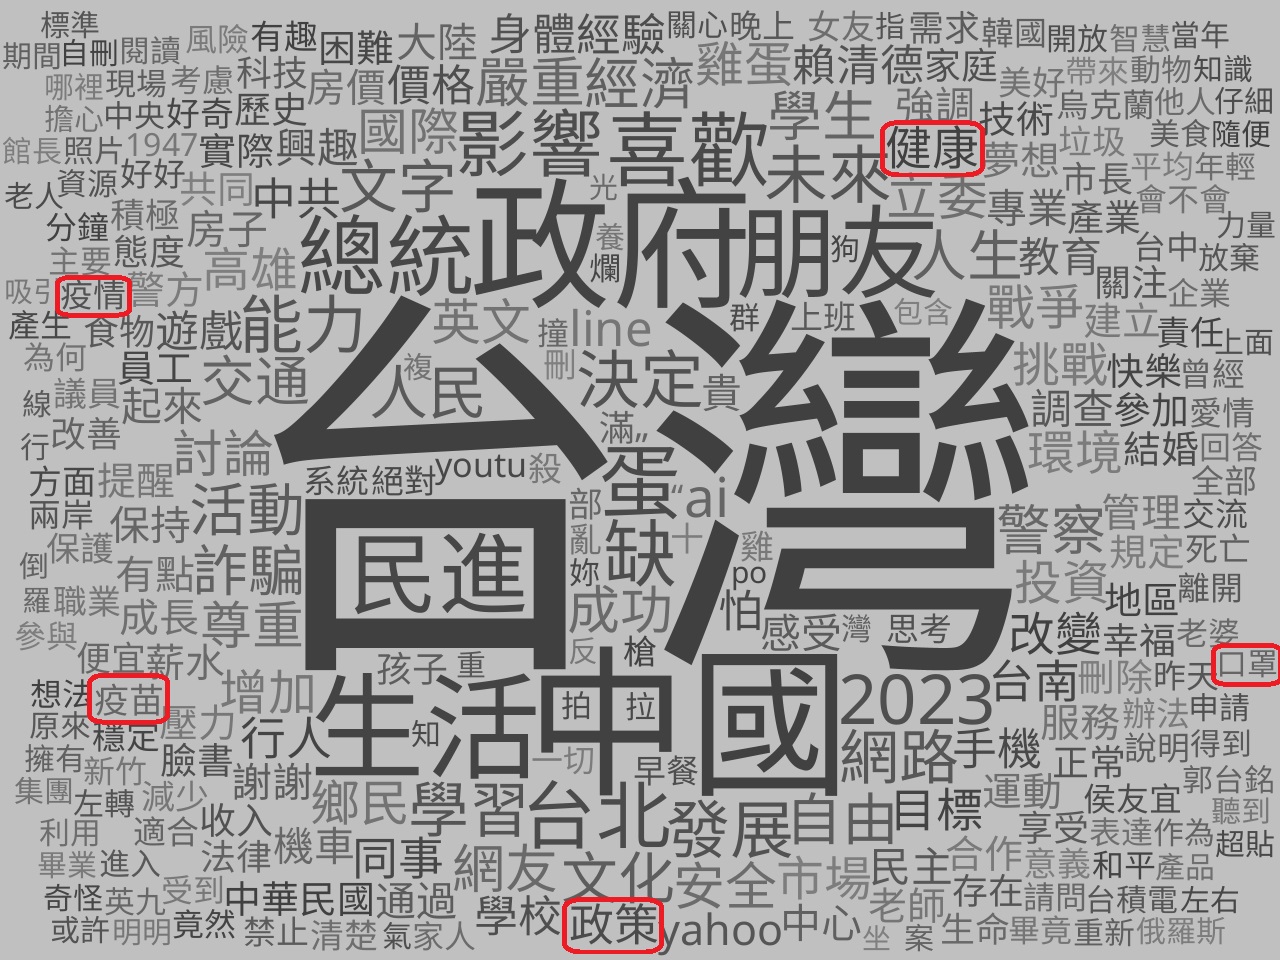 標準 有趣 困難 大陸 身體 經驗 關心 晚上 女友 指 需求 韓國 開放 智慧 當年
期間 自刪 閱讀 風險 科技 房價 價格 嚴重 經濟 雞蛋 賴清德 家庭 美好 帶來 動物 知識
哪裡 現場 考慮 強調 技術 烏克蘭 他人 仔細
擔心 中央 好奇 歷史 國際 影響 喜歡 學生 健康 夢想 垃圾 美食 隨便
館長 照片 1947 實際 興趣 未來 平均 年輕
老人 資源 好好 共同 中共 文字 光 立委 專業 市長 會不會
分鐘 積極 房子 總統 政府 朋友 產業 力量
主要 態度 高雄 養 爛 狗 人生 教育 台中 放棄
吸引 疫情 警方 關注 企業
產生 食物 遊戲 能力 英文 撞 line 群 上班 包含 戰爭 建立 責任 上面
為何 員工 交通 人民 複 刪 決定 貴 挑戰 快樂 曾經
線 議員 起來 台灣 調查 參加 愛情
行 改善 討論 滿 „ 環境 結婚 回答
方面 提醒 系統 絕對 youtu 殺 蛋 全部
兩岸 保持 活動 部 “ ai 警察 管理 交流
倒 保護 有點 詐騙 民進 亂 缺 十 雞 規定 死亡
羅 職業 成長 尊重 妳 成功 po 怕 投資 地區 離開
參與 便宜 薪水 反 槍 感受 灣 思考 改變 幸福 老婆
想法 疫苗 增加 孩子 重 台南 刪除 昨天 口罩
原來 穩定 壓力 行人 生活 知 中國 拍 拉 2023 服務 辦法 申請
擁有 新竹 臉書 謝謝 一切 早餐 網路 手機 正常 說明 得到
集團 左轉 減少 鄉民 學習 台北 發展 自由 目標 運動 侯友宜 郭台銘
利用 適合 收入 機車 享受 表達 作為 聽到
畢業 進入 法律 同事 網友 文化 安全 市場 民主 合作 意義 和平 產品 超貼
奇怪 英九 受到 中華民國 通過 學校 政策 yahoo 中心 老師 存在 請問 台積電 左右
或許 明明 竟然 禁止 清楚 氣 家人 坐 案 生命 畢竟 重新 俄羅斯